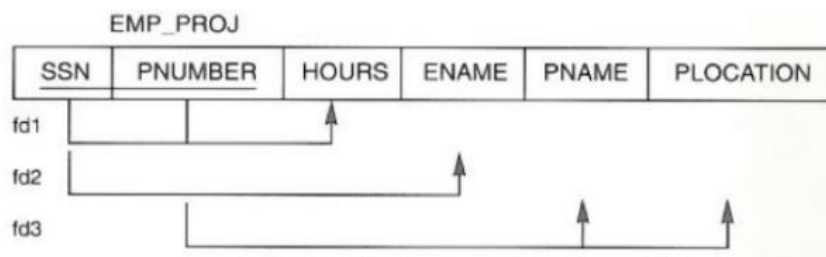 EMP_PROJ
SSN PNUMBER HOURS ENAME PNAME PLOCATION
fd1
fd2
fd3